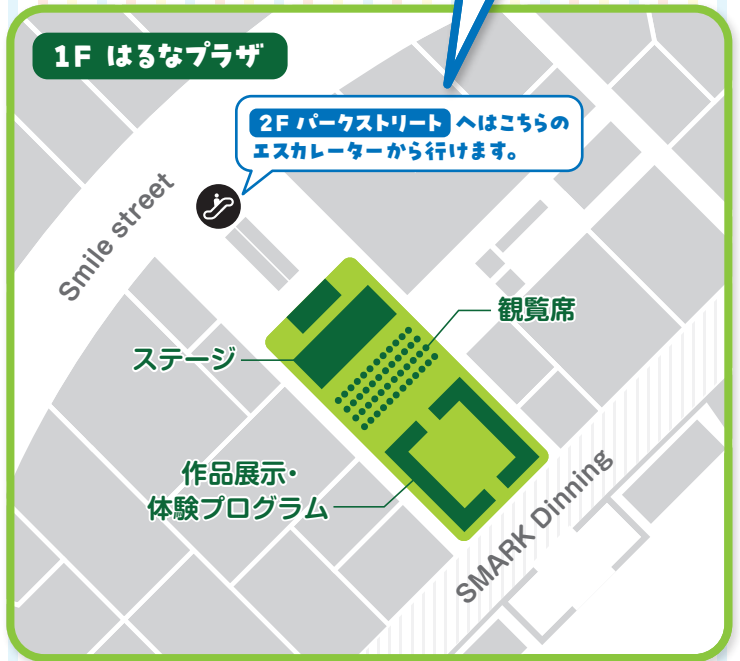 1F はるなプラザ
2F パークストリート へはこちらの
エスカレーターから行けます。
Smile street
観覧席
ステージ
作品展示・
体験プログラム
SMARK Dinning